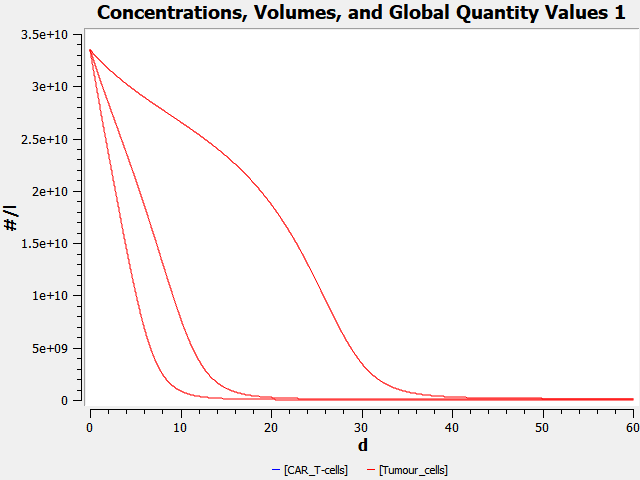 Concentrations, Volumes, and Global Quantity Values 1
3.5e+10
3e+10
2.5e+10
2e+10
1.5e+10
1e+10
5e+09
0
#/l
0 10 20 30 40 50 60
d
[CAR_T-cells] [Tumour_cells]